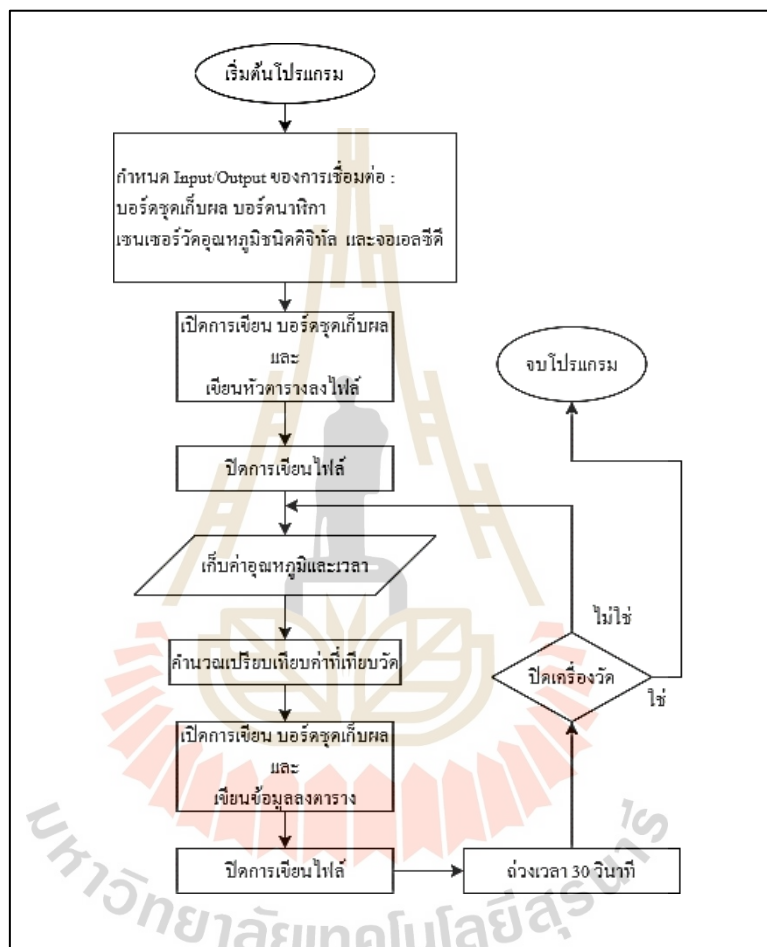 เริ่มต้นโปรแกรม
กำหนด Input/Output ของการเชื่อมต่อ :
บอร์ดชุดเก็บผล บอร์ดนาฬิกา
เซนเซอร์วัดอุณหภูมิชนิดดิจิทัล และจอเอลซีดี
เปิดการเขียน บอร์ดชุดเก็บผล
และ
เขียนหัวตารางลงไฟล์
ปิดการเขียนไฟล์
เก็บค่าอุณหภูมิและเวลา
คำนวณเปรียบเทียบค่าที่เทียบวัด
เปิดการเขียน บอร์ดชุดเก็บผล
และ
เขียนข้อมูลลงตาราง
ปิดการเขียนไฟล์
ถ่วงเวลา 30 วินาที
ปิดเครื่องวัด
ไม่ใช่
ใช่
จบโปรแกรม
มหาวิทยาลัยเทคโนโลยีสุรนารี